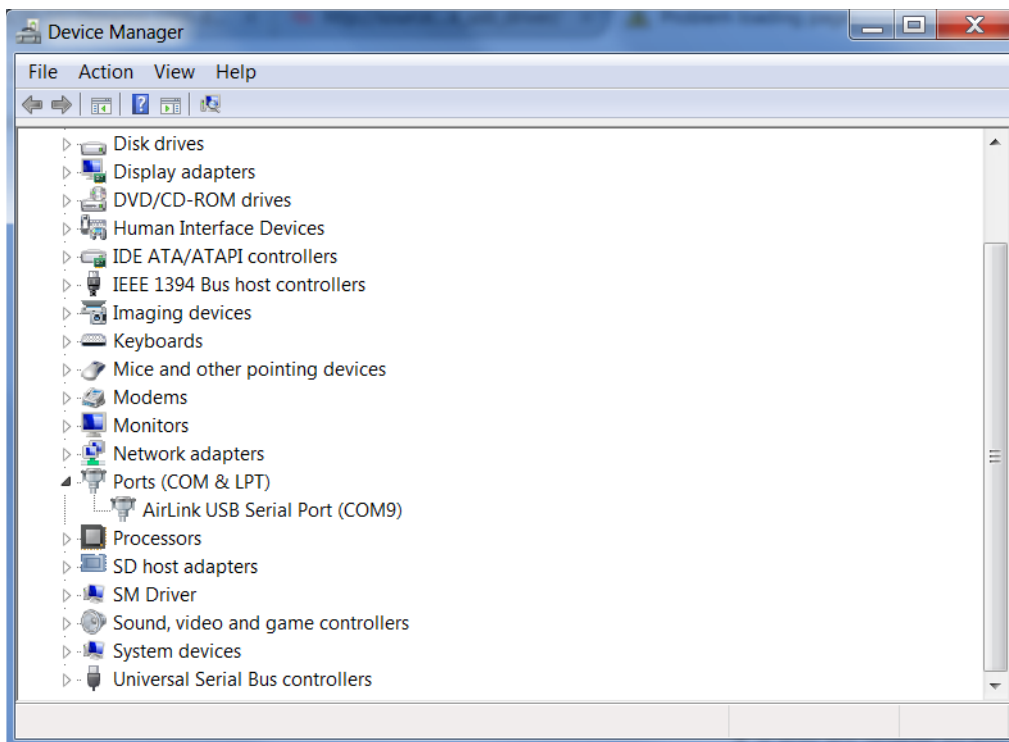 Device Manager
File Action View Help
Disk drives
Display adapters
DVD/CD-ROM drives
Human Interface Devices
IDE ATA/ATAPI controllers
IEEE 1394 Bus host controllers
Imaging devices
Keyboards
Mice and other pointing devices
Modems
Monitors
Network adapters
Ports (COM & LPT)
AirLink USB Serial Port (COM9)
Processors
SD host adapters
SM Driver
Sound, video and game controllers
System devices
Universal Serial Bus controllers